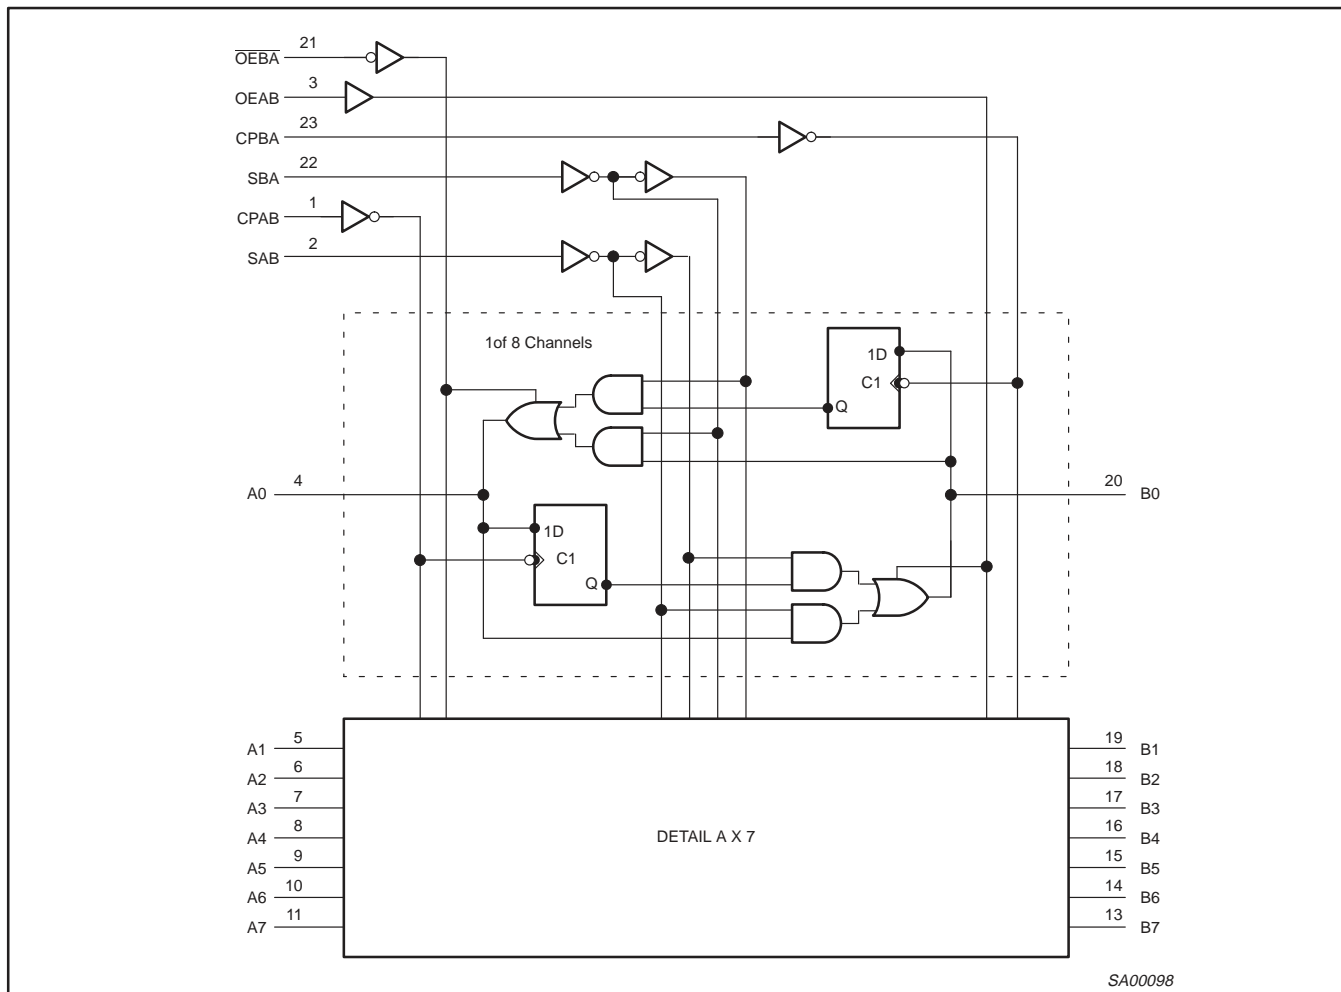 O̅E̅B̅A̅ 21
OEAB 3
CPBA 23
SBA 22
CPAB 1
SAB 2
1of 8 Channels
1D
C1
Q
A0 4
20 B0
1D
C1
Q
A1 5
A2 6
A3 7
A4 8
A5 9
A6 10
A7 11
DETAIL A X 7
19 B1
18 B2
17 B3
16 B4
15 B5
14 B6
13 B7
SA00098